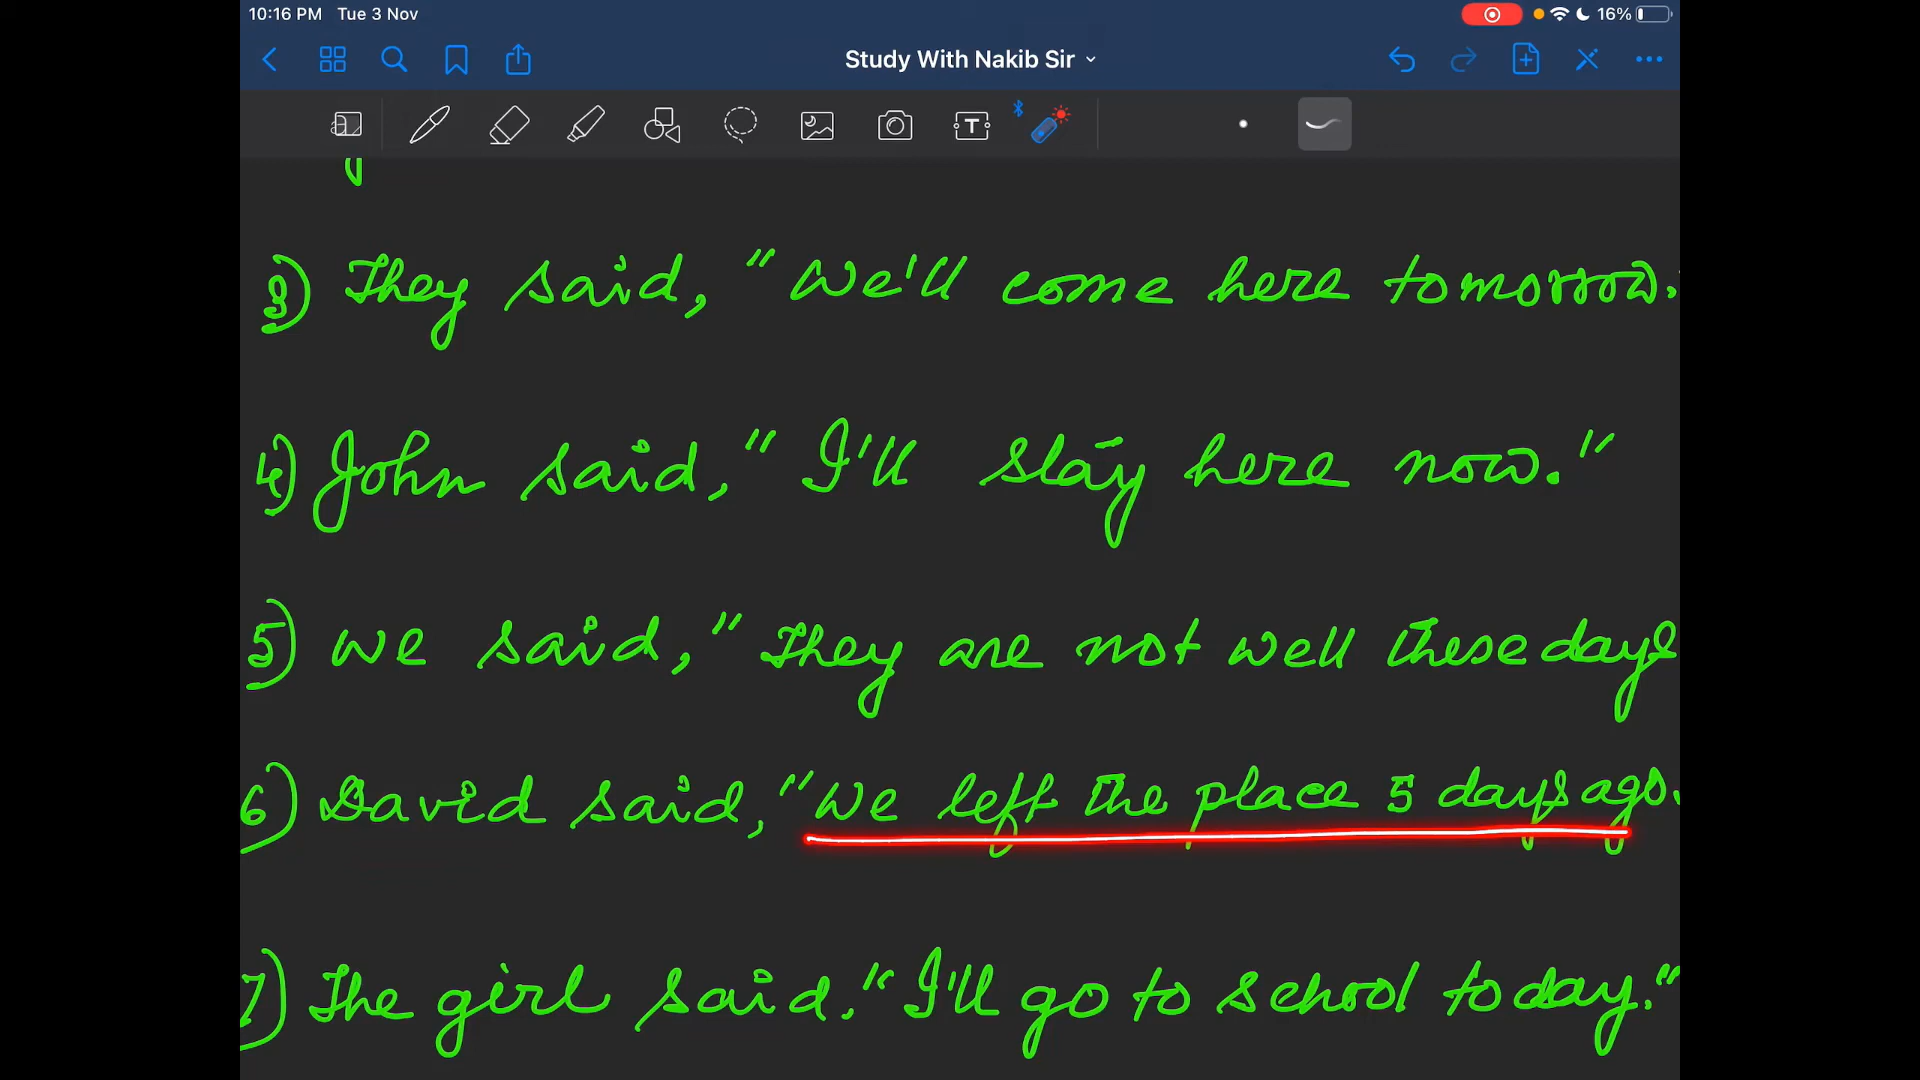 10:16 PM Tue 3 Nov
16%
Study With Nakib Sir
3) They said, "We'll come here tomorrow.
4) John said, "I'll stay here now."
5) We said, "They are not well these days
6) David said, "We left the place 5 days ago.
7) The girl said, "I'll go to school today."